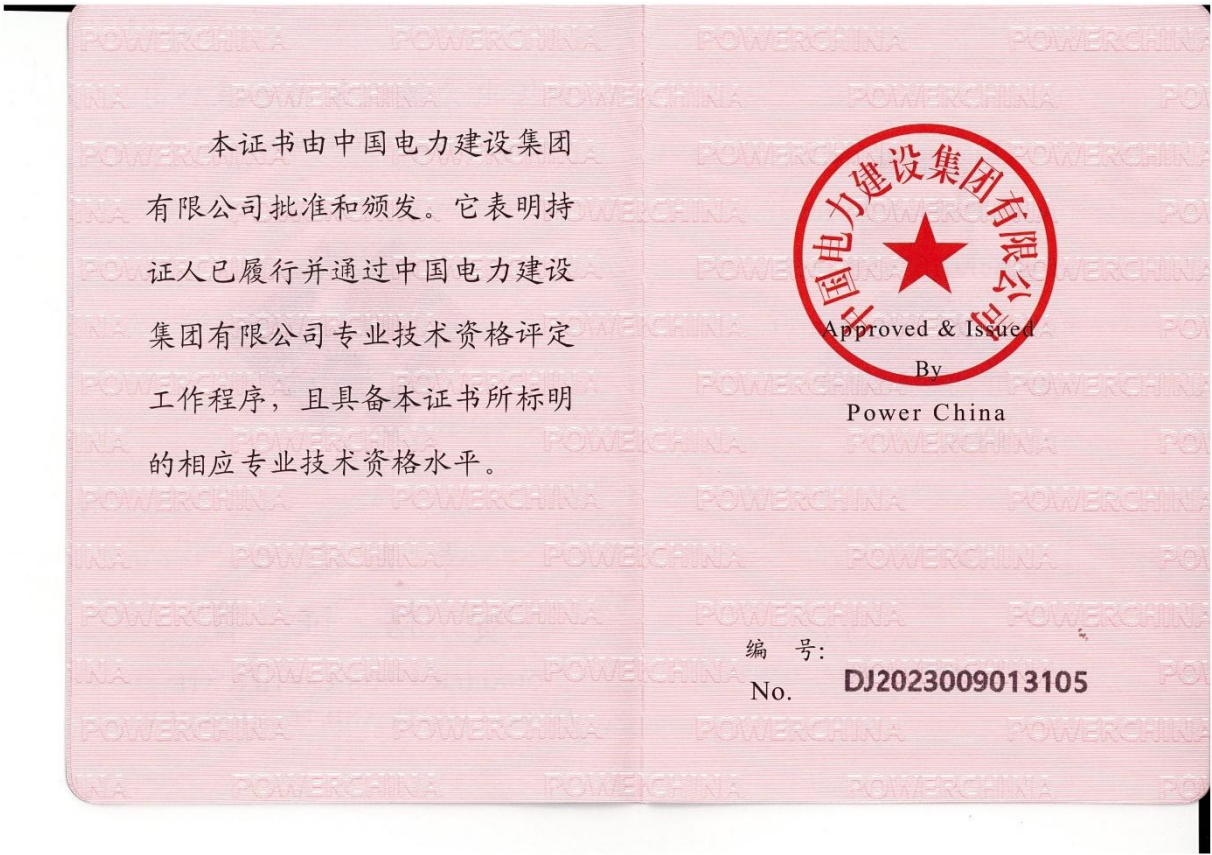 本证书由中国电力建设集团
有限公司批准和颁发。它表明持
证人已履行并通过中国电力建设
集团有限公司专业技术资格评定
工作程序，且具备本证书所标明
的相应专业技术资格水平。
中国电力建设集团有限公司
Approved & Issued
By
Power China
编 号:
No. DJ2023009013105
POWERCHINA